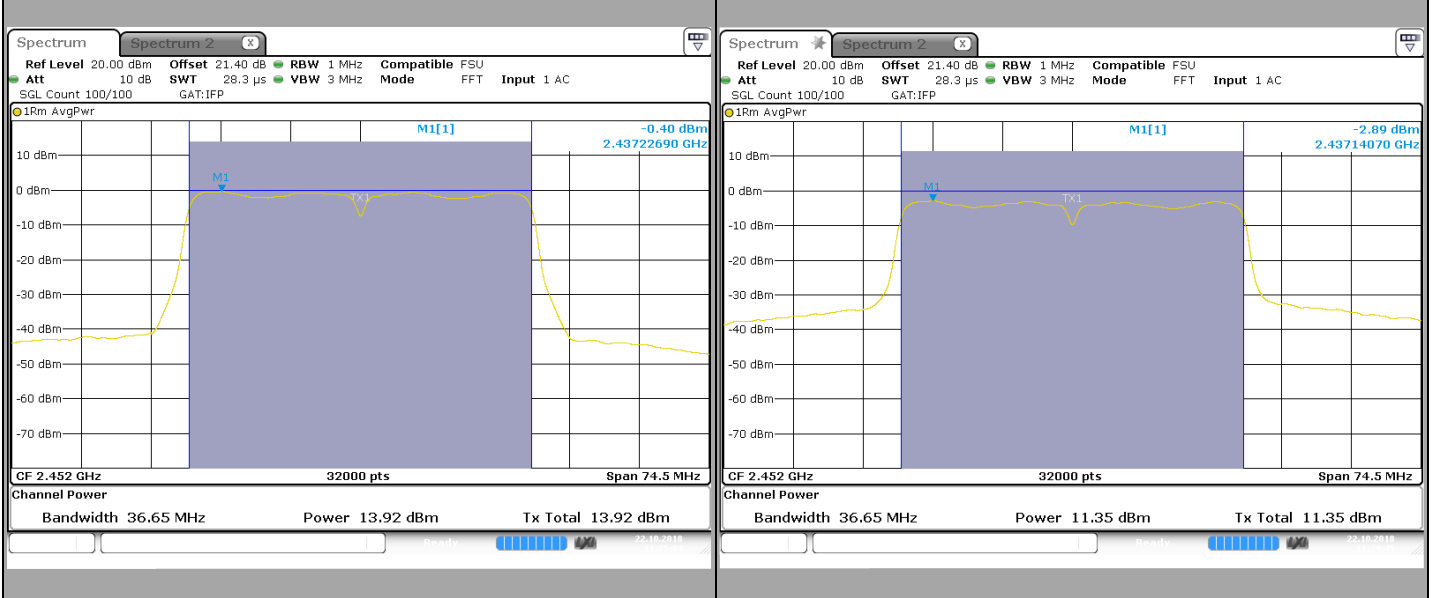 Spectrum Spectrum 2 X
Ref Level 20.00 dBm Offset 21.40 dB RBW 1 MHz Compatible FSU
Att 10 dB SWT 28.3 µs VBW 3 MHz Mode FFT Input 1 AC
SGL Count 100/100 GAT:IFP
1Rm AvgPwr
M1[1] -0.40 dBm
2.43722690 GHz
10 dBm
M1
0 dBm
TX1
-10 dBm
-20 dBm
-30 dBm
-40 dBm
-50 dBm
-60 dBm
-70 dBm
CF 2.452 GHz 32000 pts Span 74.5 MHz
Channel Power
Bandwidth 36.65 MHz Power 13.92 dBm Tx Total 13.92 dBm
Ready 22.10.2018
Spectrum Spectrum 2 X
Ref Level 20.00 dBm Offset 21.40 dB RBW 1 MHz Compatible FSU
Att 10 dB SWT 28.3 µs VBW 3 MHz Mode FFT Input 1 AC
SGL Count 100/100 GAT:IFP
1Rm AvgPwr
M1[1] -2.89 dBm
2.43714070 GHz
10 dBm
M1
0 dBm
TX1
-10 dBm
-20 dBm
-30 dBm
-40 dBm
-50 dBm
-60 dBm
-70 dBm
CF 2.452 GHz 32000 pts Span 74.5 MHz
Channel Power
Bandwidth 36.65 MHz Power 11.35 dBm Tx Total 11.35 dBm
Ready 22.10.2018